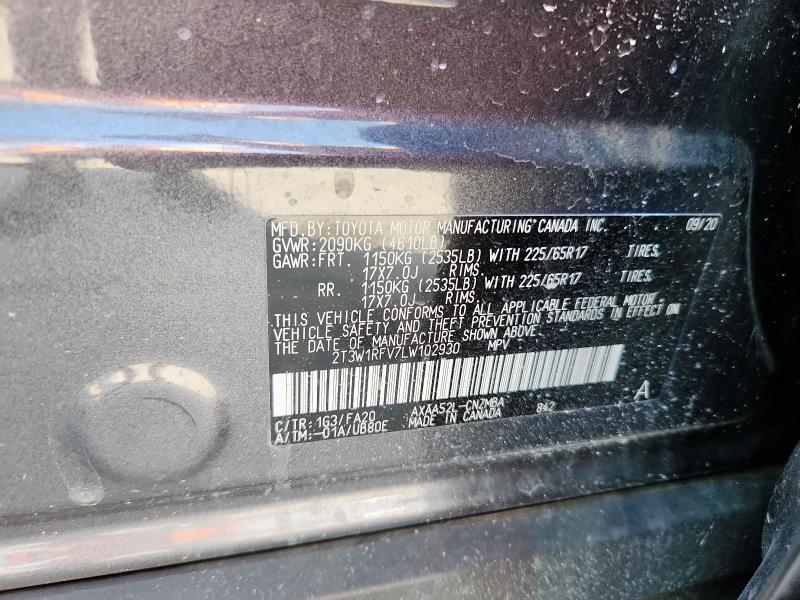 MFD. BY: TOYOTA MOTOR MANUFACTURING CANADA INC. 09/20
GVWR: 2090KG (4610LB)
GAWR: FRT. 1150KG (2535LB) WITH 225/65R17 TIRES,
17X7.0J RIMS,
RR. 1150KG (2535LB) WITH 225/65R17 TIRES,
17X7.0J RIMS,
THIS VEHICLE CONFORMS TO ALL APPLICABLE FEDERAL MOTOR
VEHICLE SAFETY AND THEFT PREVENTION STANDARDS IN EFFECT ON
THE DATE OF MANUFACTURE SHOWN ABOVE.
2T3W1RFV7LW102930 MPV
A
C/TR: 1G3/FA20 AXAA52L-CNZMBA 842
A/TM: -01A/UB80E MADE IN CANADA